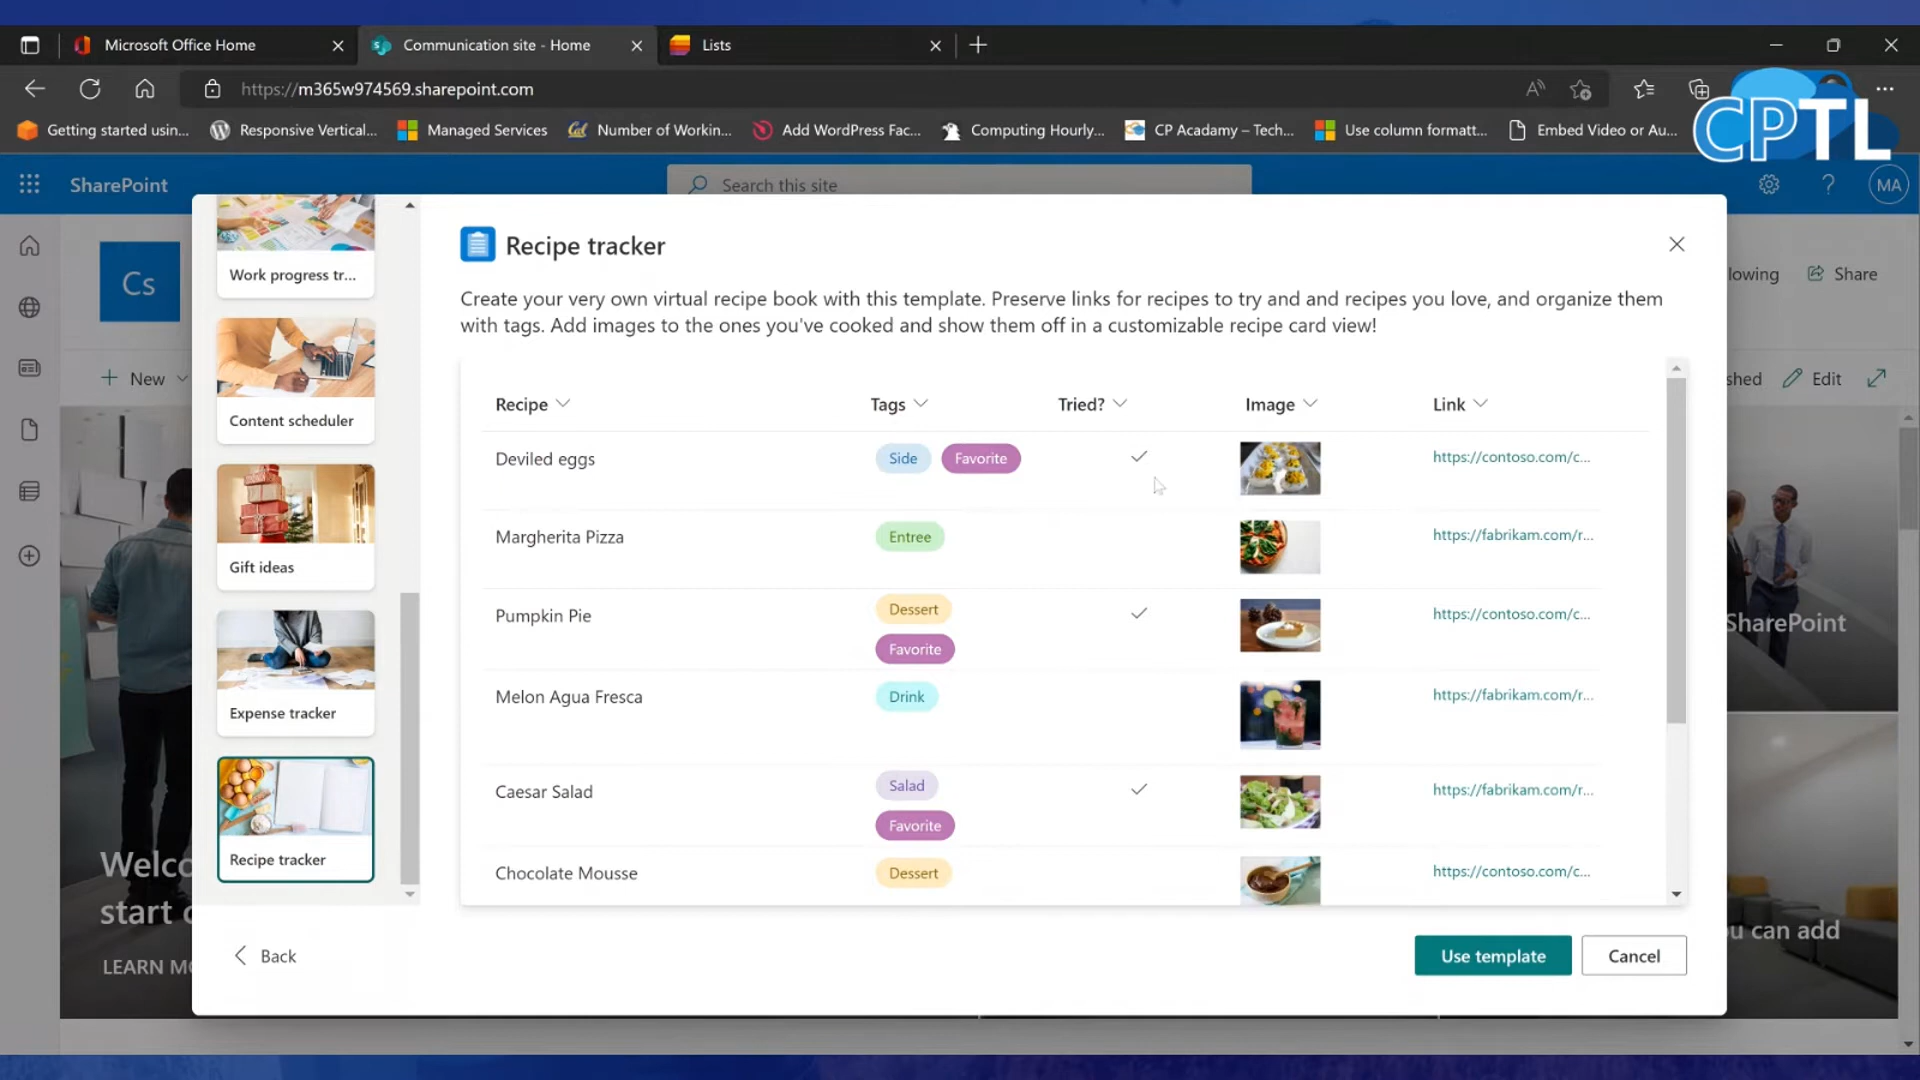 Microsoft Office Home
Communication site - Home
Lists
https://m365w974569.sharepoint.com
Getting started usin...
Responsive Vertical...
Managed Services
Number of Workin...
Add WordPress Fac...
Computing Hourly...
CP Acadamy – Tech...
Use column formatt...
Embed Video or Au...
CPTL
SharePoint
Search this site
?
MA
Cs
lowing
Share
New
shed
Edit
Work progress tr...
Content scheduler
Gift ideas
Expense tracker
Recipe tracker
Recipe tracker
Create your very own virtual recipe book with this template. Preserve links for recipes to try and and recipes you love, and organize them
with tags. Add images to the ones you've cooked and show them off in a customizable recipe card view!
Recipe Tags Tried? Image Link
Deviled eggs Side Favorite https://contoso.com/c...
Margherita Pizza Entree https://fabrikam.com/r...
Pumpkin Pie Dessert Favorite https://contoso.com/c...
Melon Agua Fresca Drink https://fabrikam.com/r...
Caesar Salad Salad Favorite https://fabrikam.com/r...
Chocolate Mousse Dessert https://contoso.com/c...
Back
Use template
Cancel
Welco
start
LEARN MO
SharePoint
u can add